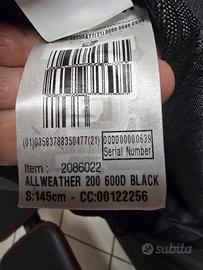 (01)03583788350477(21)
000000000639
Serial Number
Item: 2086022
ALLWEATHER 200 600D BLACK
S:145cm - CC:00122256
subito